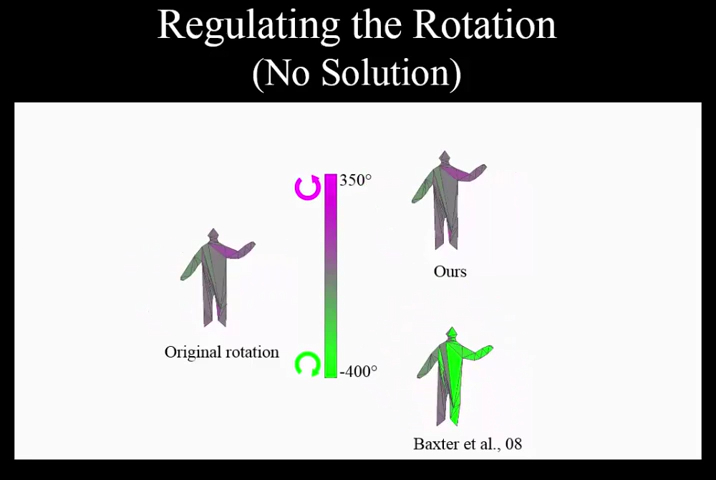 Regulating the Rotation
(No Solution)
350°
Ours
Original rotation
-400°
Baxter et al., 08